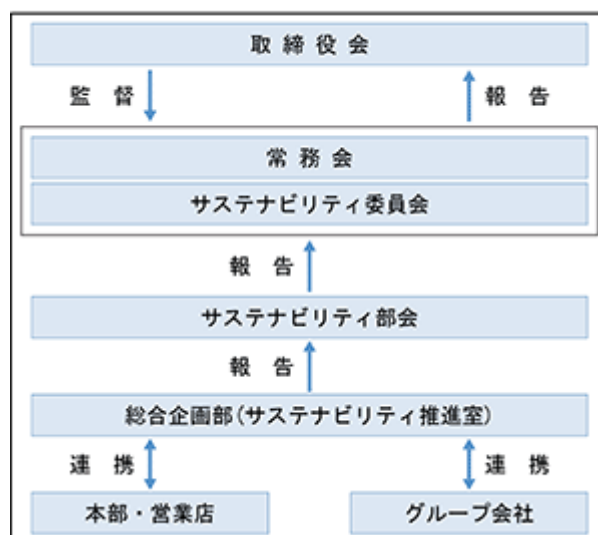 取締役会
監督
報告
常務会
サステナビリティ委員会
報告
サステナビリティ部会
報告
総合企画部(サステナビリティ推進室)
連携
連携
本部・営業店
グループ会社